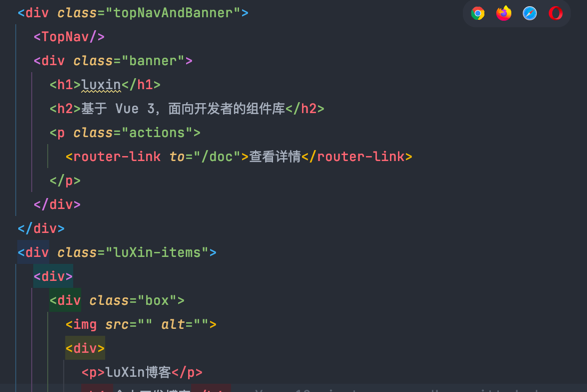 <div class="topNavAndBanner">
<TopNav/>
<div class="banner">
<h1>luxin</h1>
<h2>基于 Vue 3，面向开发者的组件库</h2>
<p class="actions">
<router-link to="/doc">查看详情</router-link>
</p>
</div>
</div>
<div class="luXin-items">
<div>
<div class="box">
<img src="" alt="">
<div>
<p>luXin博客</p>